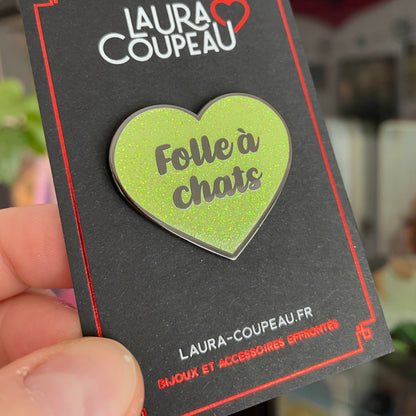 LAURA
COUPEAU
Folle à
chats
LAURA-COUPEAU.FR
BIJOUX ET ACCESSOIRES EFFRONTÉS